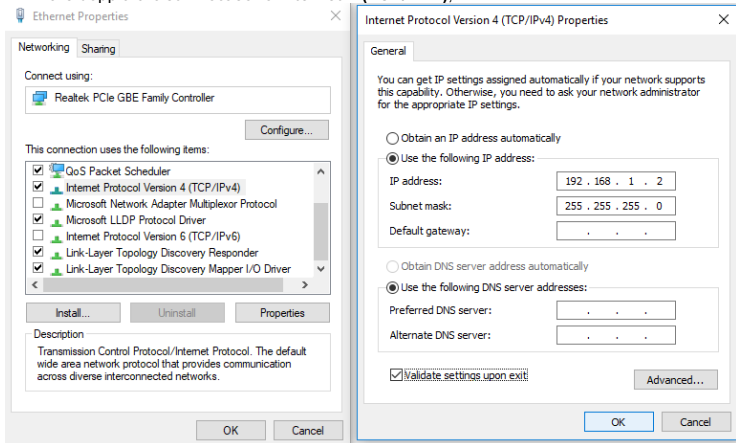 Ethernet Properties
Networking Sharing
Connect using:
Realtek PCIe GBE Family Controller
Configure...
This connection uses the following items:
QoS Packet Scheduler
Internet Protocol Version 4 (TCP/IPv4)
Microsoft Network Adapter Multiplexor Protocol
Microsoft LLDP Protocol Driver
Internet Protocol Version 6 (TCP/IPv6)
Link-Layer Topology Discovery Responder
Link-Layer Topology Discovery Mapper I/O Driver
Install... Uninstall Properties
Description
Transmission Control Protocol/Internet Protocol. The default
wide area network protocol that provides communication
across diverse interconnected networks.
OK Cancel
Internet Protocol Version 4 (TCP/IPv4) Properties
General
You can get IP settings assigned automatically if your network supports
this capability. Otherwise, you need to ask your network administrator
for the appropriate IP settings.
Obtain an IP address automatically
Use the following IP address:
IP address: 192 . 168 . 1 . 2
Subnet mask: 255 . 255 . 255 . 0
Default gateway: . . .
Obtain DNS server address automatically
Use the following DNS server addresses:
Preferred DNS server: . . .
Alternate DNS server: . . .
Validate settings upon exit
Advanced...
OK Cancel